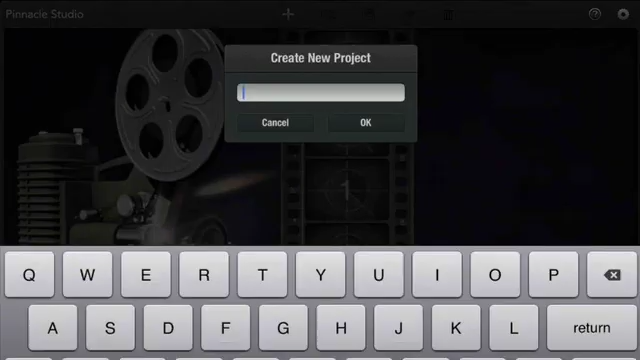 Pinnacle Studio
Create New Project
Cancel OK
1
Q W E R T Y U I O P
A S D F G H J K L return